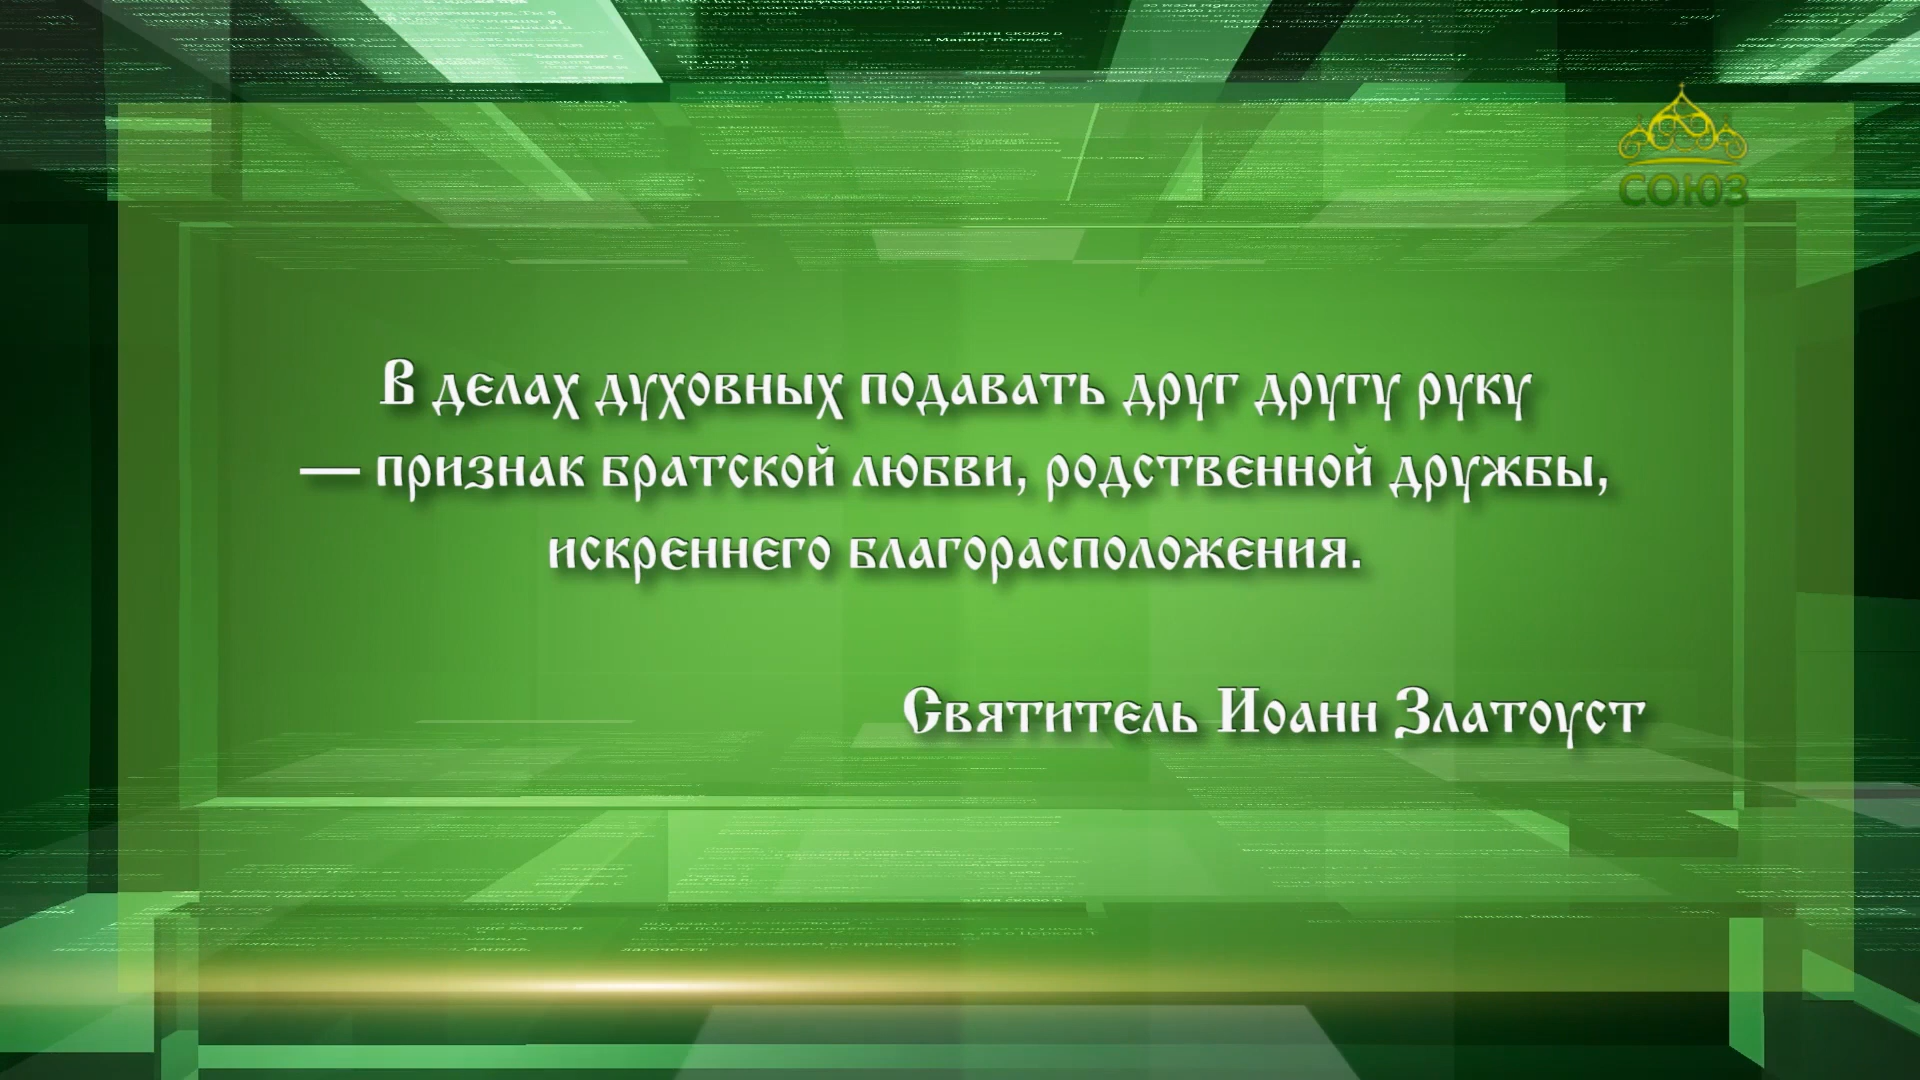 СОЮЗ
В делах духовных подавать друг другу руку
— признак братской любви, родственной дружбы,
искреннего благорасположения.
Святитель Иоанн Златоуст